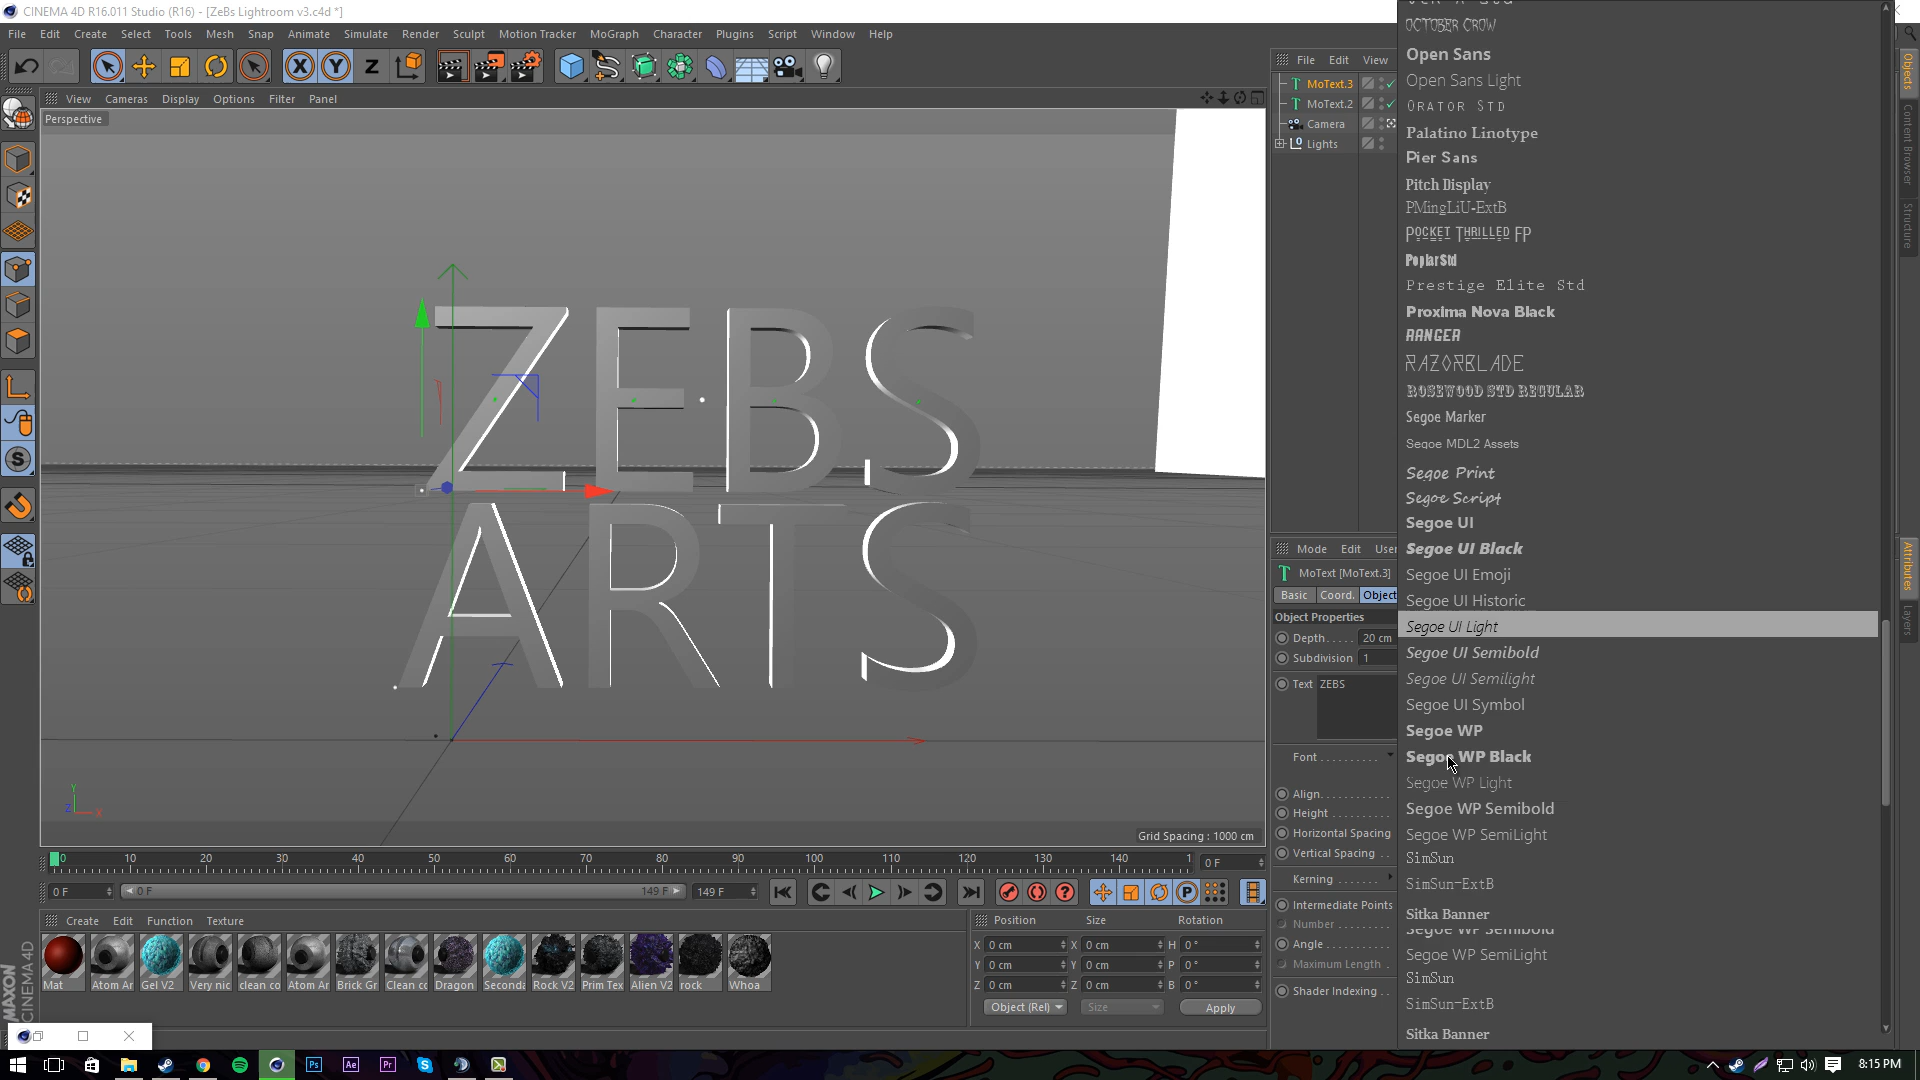 CINEMA 4D R16.011 Studio (R16) - [ZeBs Lightroom v3.c4d *]
File Edit Create Select Tools Mesh Snap Animate Simulate Render Sculpt Motion Tracker MoGraph Character Plugins Script Window Help
View Cameras Display Options Filter Panel
Perspective
ZEBS
ARTS
Y
Z X
Grid Spacing : 1000 cm
0 10 20 30 40 50 60 70 80 90 100 110 120 130 140 1 0 F
0 F 0 F 149 F 149 F
Create Edit Function Texture
Mat Atom Ar Gel V2 Very nic clean co Atom Ar Brick Gr Clean co Dragon Seconda Rock V2 Prim Tex Alien V2 rock Whoa
MAXON CINEMA 4D
Position Size Rotation
X 0 cm X 0 cm H 0 °
Y 0 cm Y 0 cm P 0 °
Z 0 cm Z 0 cm B 0 °
Object (Rel) Size Apply
File Edit View
MoText.3
MoText.2
Camera
Lights
Mode Edit User
MoText [MoText.3]
Basic Coord. Object
Object Properties
Depth..... 20 cm
Subdivision 1
Text ZEBS
Font
Align
Height
Horizontal Spacing
Vertical Spacing
Kerning
Intermediate Points
Number
Angle
Maximum Length
Shader Indexing
OCTOBER CROW
Open Sans
Open Sans Light
Orator Std
Palatino Linotype
Pier Sans
Pitch Display
PMingLiU-ExtB
Pocket Thrilled FP
Poplar Std
Prestige Elite Std
Proxima Nova Black
RANGER
RAZORBLADE
ROSEWOOD STD REGULAR
Segoe Marker
Segoe MDL2 Assets
Segoe Print
Segoe Script
Segoe UI
Segoe UI Black
Segoe UI Emoji
Segoe UI Historic
Segoe UI Light
Segoe UI Semibold
Segoe UI Semilight
Segoe UI Symbol
Segoe WP
Segoe WP Black
Segoe WP Light
Segoe WP Semibold
Segoe WP SemiLight
SimSun
SimSun-ExtB
Sitka Banner
Segoe WP Semibold
Segoe WP SemiLight
SimSun
SimSun-ExtB
Sitka Banner
Objects
Content Browser
Structure
Attributes
Layers
8:15 PM